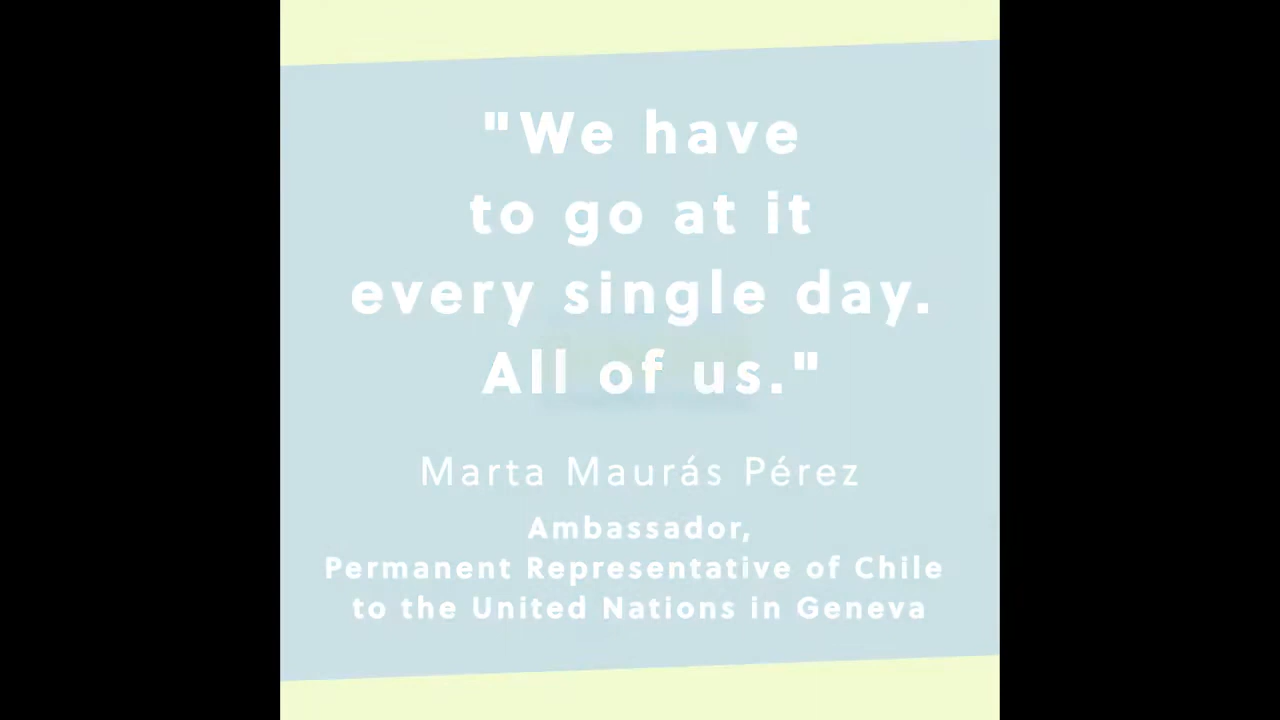 "We have
to go at it
every single day.
All of us."
Marta Maurás Pérez
Ambassador,
Permanent Representative of Chile
to the United Nations in Geneva